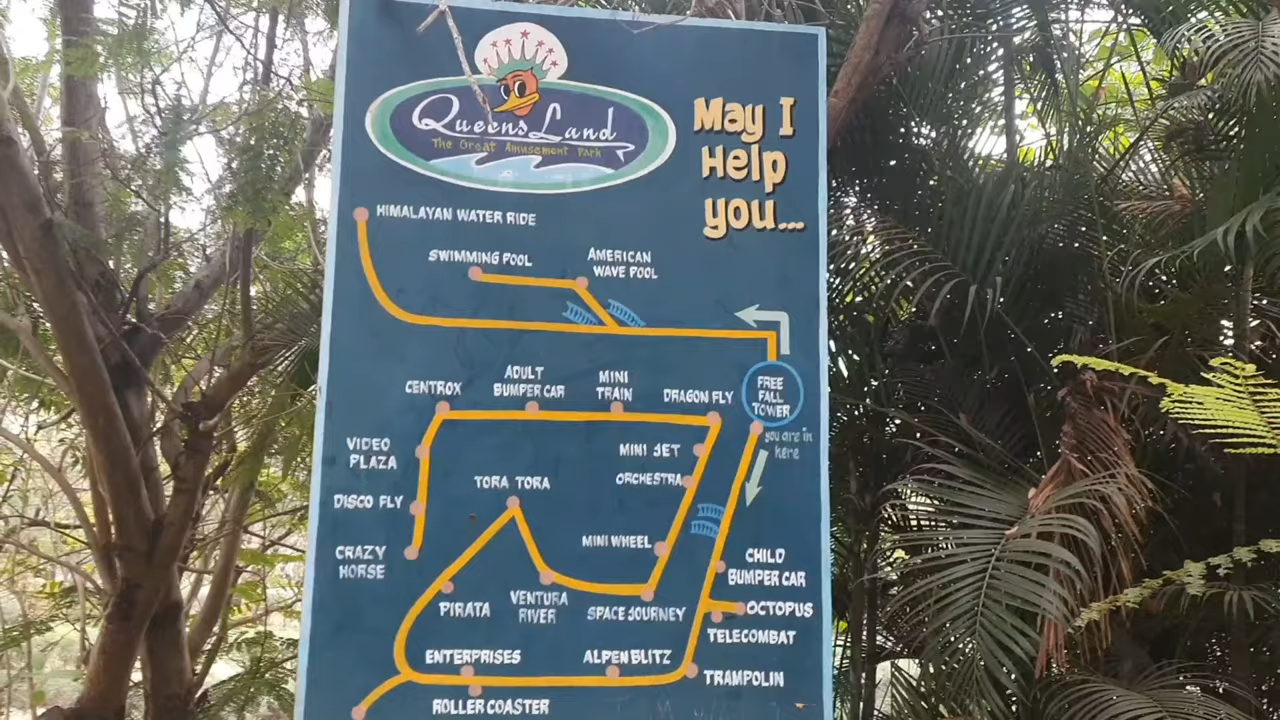 Queens Land
The Great Amusement Park
May I
Help
you...
HIMALAYAN WATER RIDE
SWIMMING POOL
AMERICAN
WAVE POOL
FREE
FALL
TOWER
you are in
here
CENTROX
ADULT
BUMPER CAR
MINI
TRAIN
DRAGON FLY
VIDEO
PLAZA
MINI JET
ORCHESTRA
DISCO FLY
TORA TORA
CRAZY
HORSE
MINI WHEEL
CHILD
BUMPER CAR
PIRATA
VENTURA
RIVER
SPACE JOURNEY
OCTOPUS
TELECOMBAT
ENTERPRISES
ALPENBLITZ
TRAMPOLIN
ROLLER COASTER